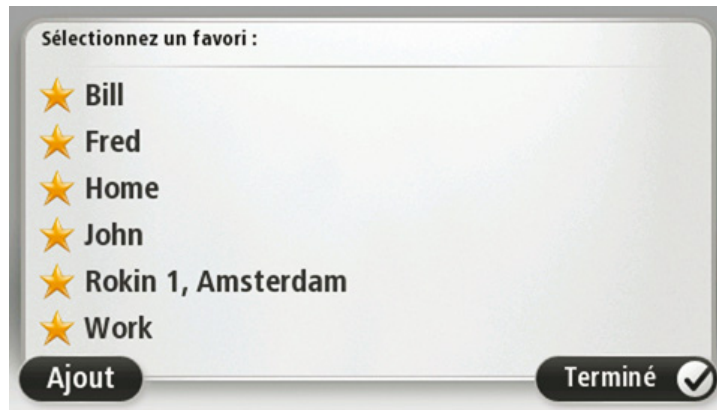 Sélectionnez un favori :
Bill
Fred
Home
John
Rokin 1, Amsterdam
Work
Ajout
Terminé